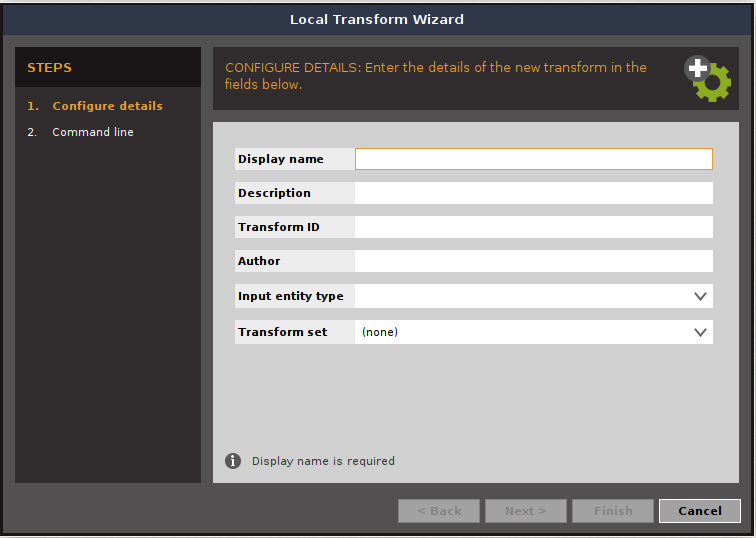 Local Transform Wizard
STEPS
1. Configure details
2. Command line
CONFIGURE DETAILS: Enter the details of the new transform in the
fields below.
Display name
Description
Transform ID
Author
Input entity type
Transform set (none)
Display name is required
< Back Next > Finish Cancel